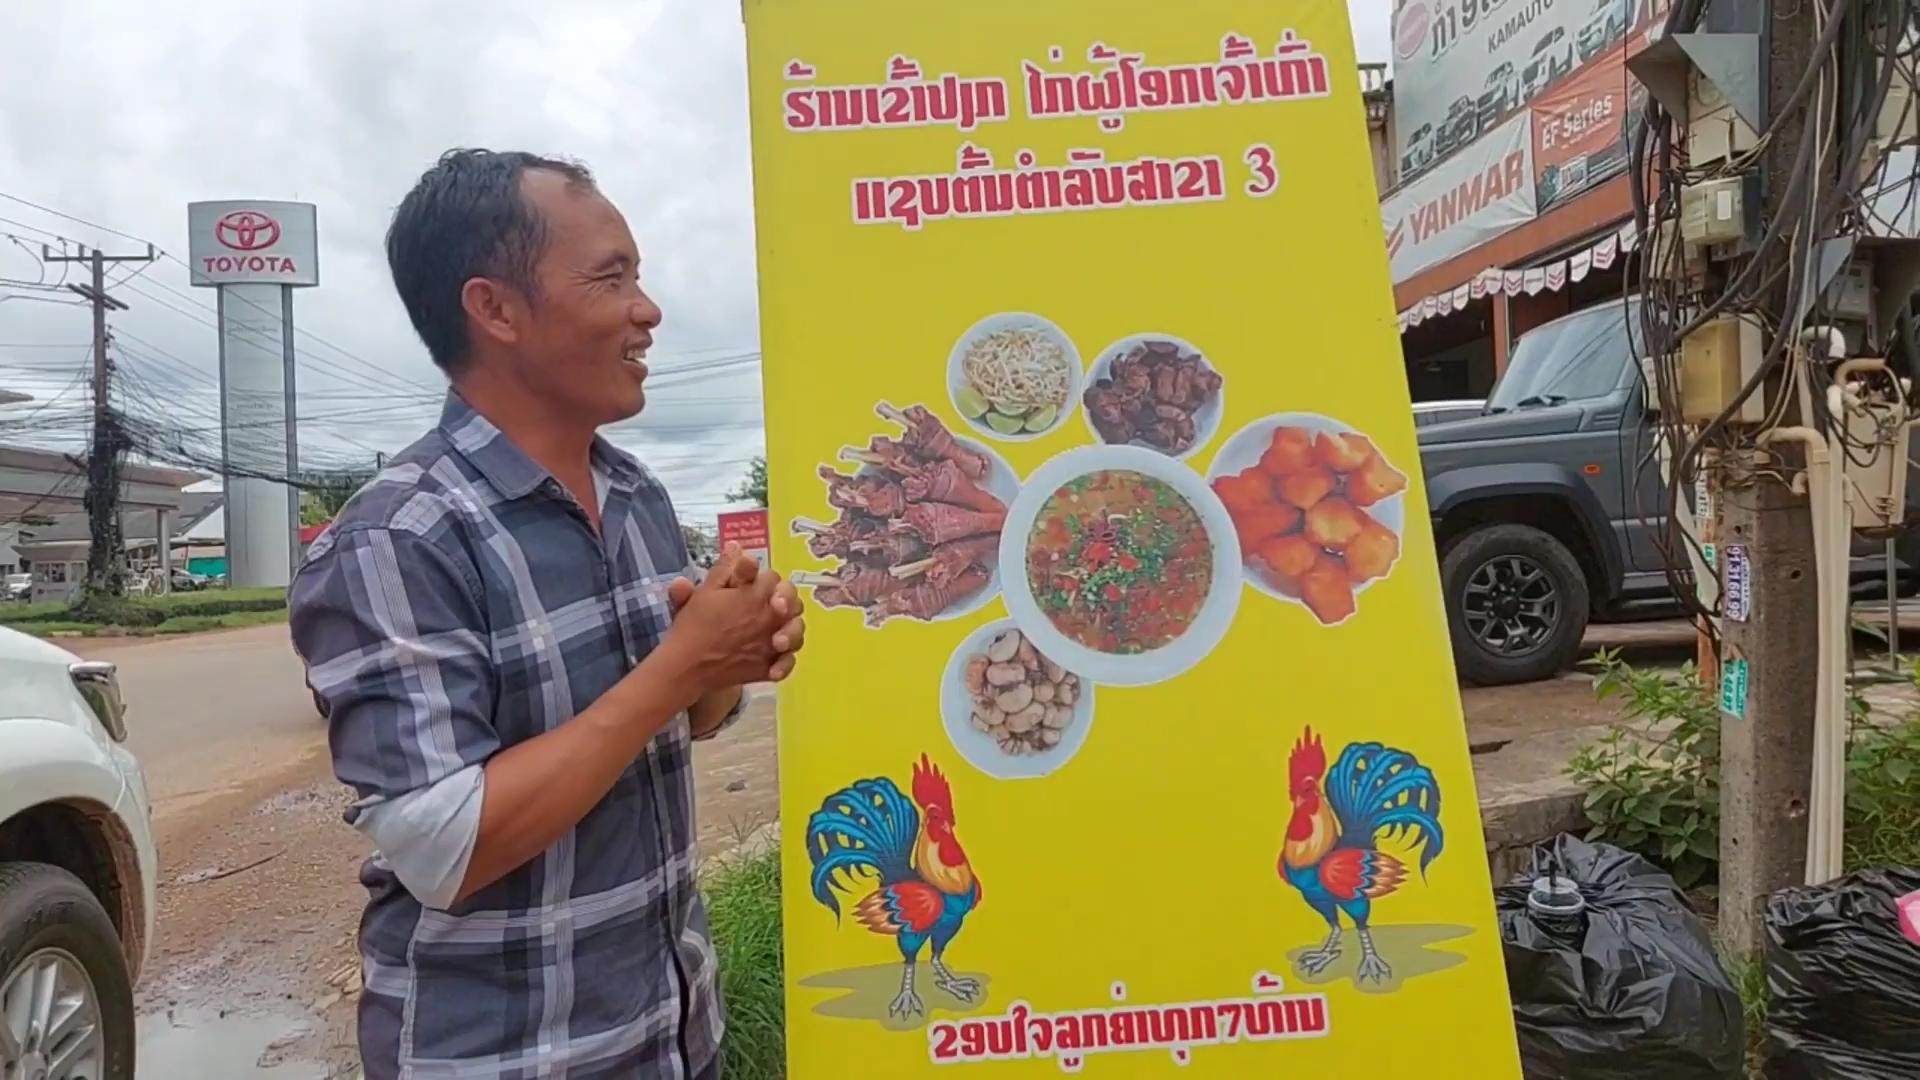 ຮ້ານເຂົ້າປຽກ ໄກ່ຜູ້ໂອກເຈົ້າເກົ່າ
ແຊບຕົ້ນຕຳລັບສາຂາ 3
ຂອບໃຈລູກຄ້າທຸກໆທ່ານ
TOYOTA
KAMAUTO
YANMAR
EF Series